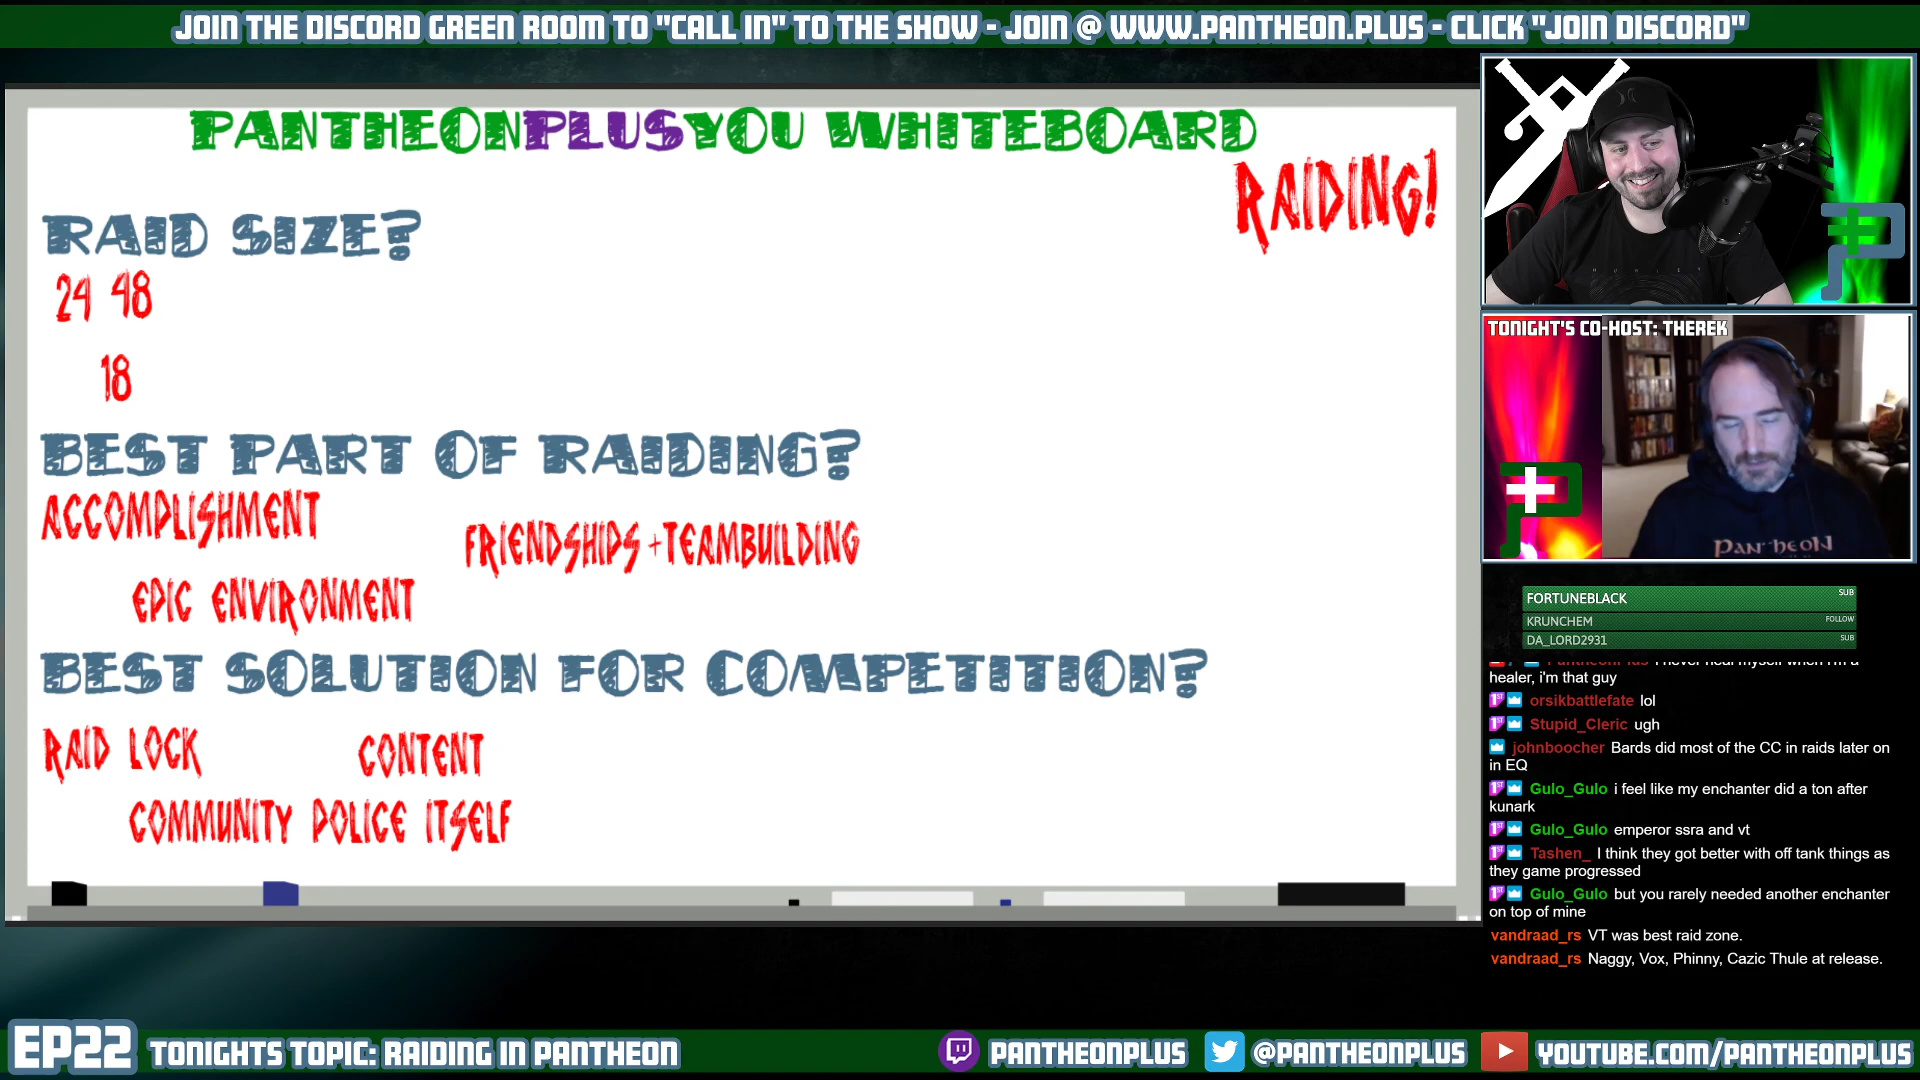 JOIN THE DISCORD GREEN ROOM TO "CALL IN" TO THE SHOW - JOIN @ WWW.PANTHEON.PLUS - CLICK "JOIN DISCORD"
PANTHEONPLUSYOU WHITEBOARD
RAIDING!
RAID SIZE?
24 48
18
BEST PART OF RAIDING?
ACCOMPLISHMENT
FRIENDSHIPS+TEAMBUILDING
EPIC ENVIRONMENT
BEST SOLUTION FOR COMPETITION?
RAID LOCK
CONTENT
COMMUNITY POLICE ITSELF
TONIGHT'S CO-HOST: THEREK
PANTHEON
FORTUNEBLACK SUB
KRUNCHEM FOLLOW
DA_LORD2931 SUB
PantheonPlus I never heal myself when i'm a
healer, i'm that guy
orsikbattlefate lol
Stupid_Cleric ugh
johnboocher Bards did most of the CC in raids later on
in EQ
Gulo_Gulo i feel like my enchanter did a ton after
kunark
Gulo_Gulo emperor ssra and vt
Tashen_ I think they got better with off tank things as
they game progressed
Gulo_Gulo but you rarely needed another enchanter
on top of mine
vandraad_rs VT was best raid zone.
vandraad_rs Naggy, Vox, Phinny, Cazic Thule at release.
EP22 TONIGHTS TOPIC: RAIDING IN PANTHEON
PANTHEONPLUS
@PANTHEONPLUS
YOUTUBE.COM/PANTHEONPLUS